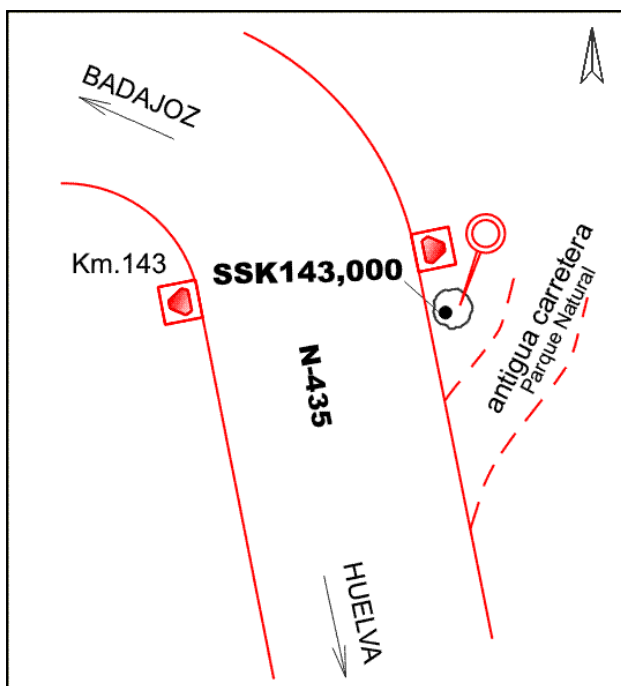 BADAJOZ
Km.143
SSK143,000
antigua carretera
Parque Natural
N-435
HUELVA